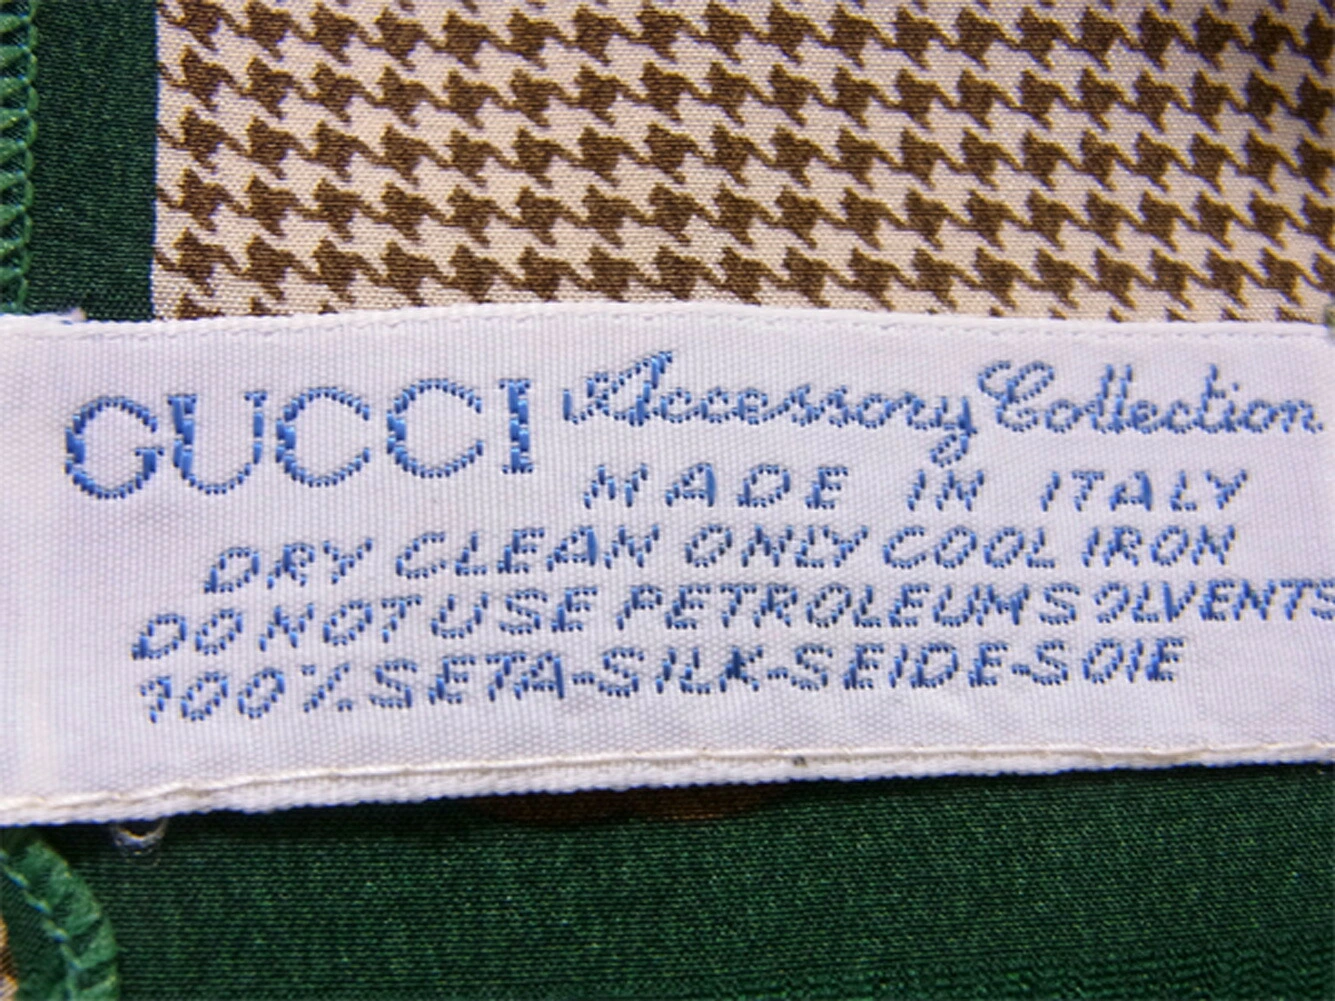 GUCCI Accessory Collection
MADE IN ITALY
DRY CLEAN ONLY COOL IRON
DO NOT USE PETROLEUM SOLVENTS
100% SETA-SILK-SEIDE-SOIE